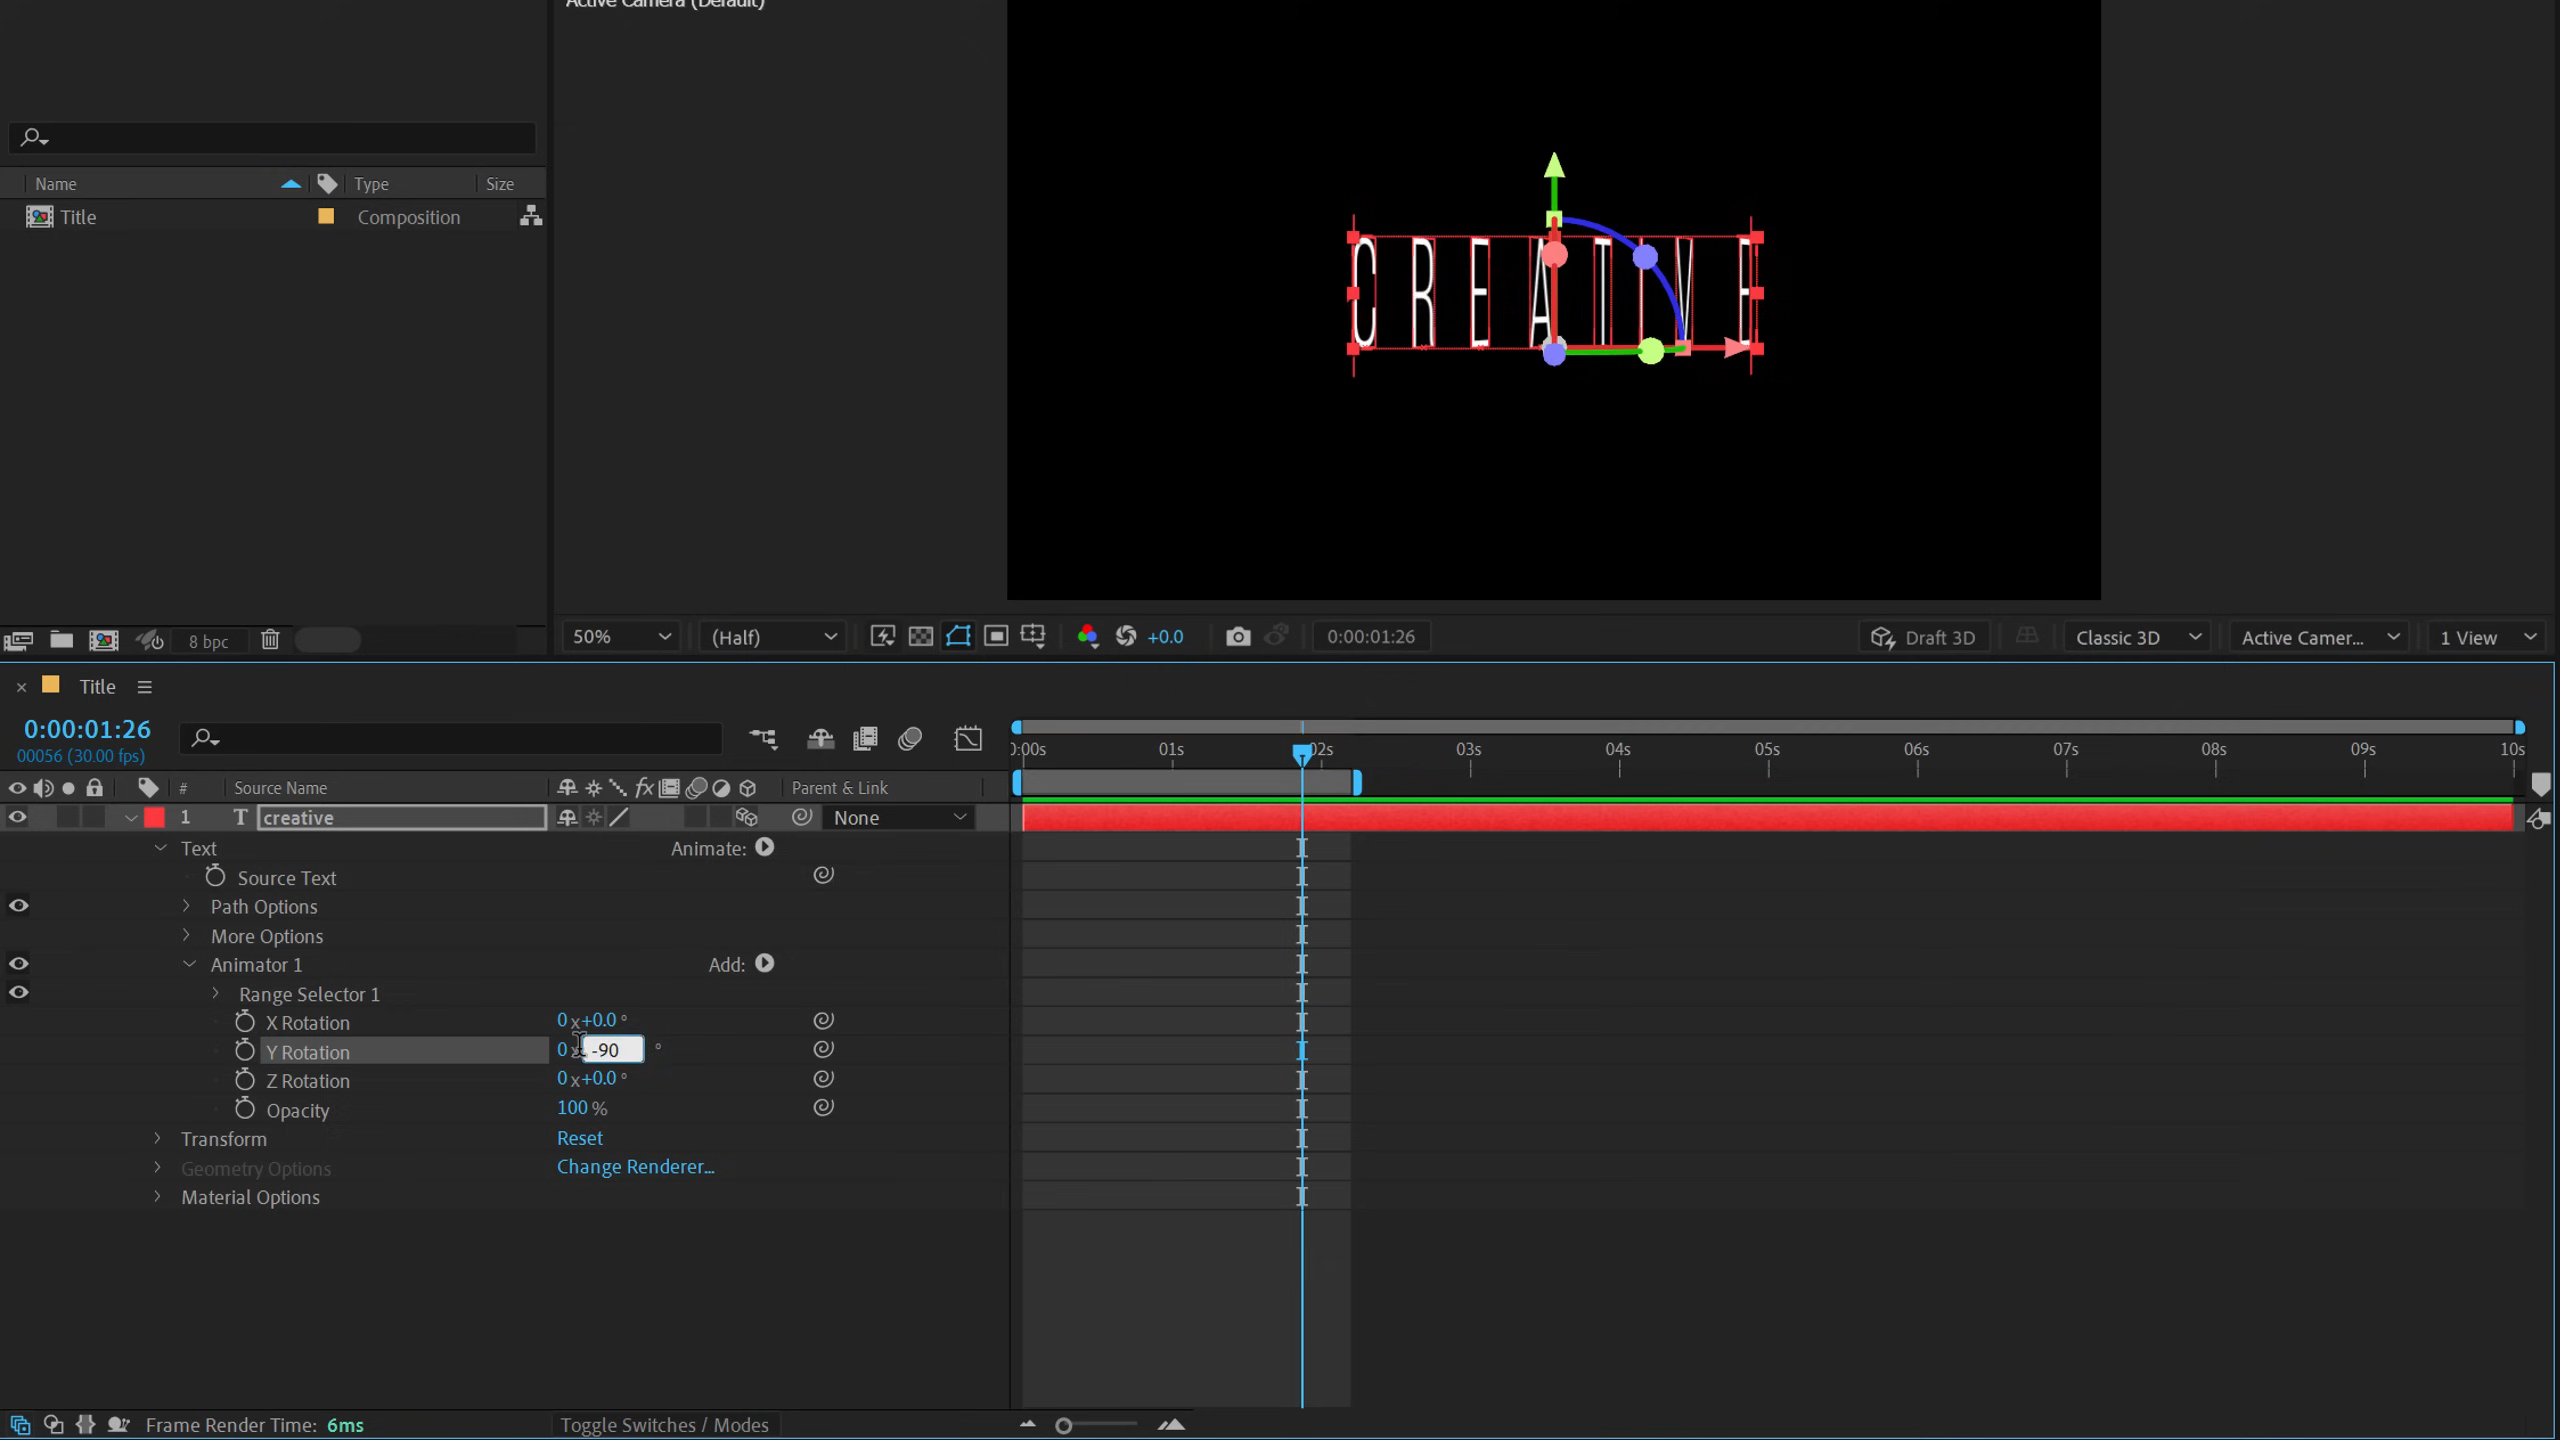 Active Camera (Default)
Name Type Size
Title Composition
CREATIVE
8 bpc
50% (Half) +0.0 0:00:01:26 Draft 3D Classic 3D Active Camer... 1 View
× Title
0:00:01:26
00056 (30.00 fps)
0:00s 01s 02s 03s 04s 05s 06s 07s 08s 09s 10s
# Source Name fx Parent & Link
1 T creative None
Text Animate:
Source Text
Path Options
More Options
Animator 1 Add:
Range Selector 1
X Rotation 0 x+0.0 °
Y Rotation 0 x -90 °
Z Rotation 0 x+0.0 °
Opacity 100 %
Transform Reset
Geometry Options Change Renderer...
Material Options
Frame Render Time: 6ms Toggle Switches / Modes